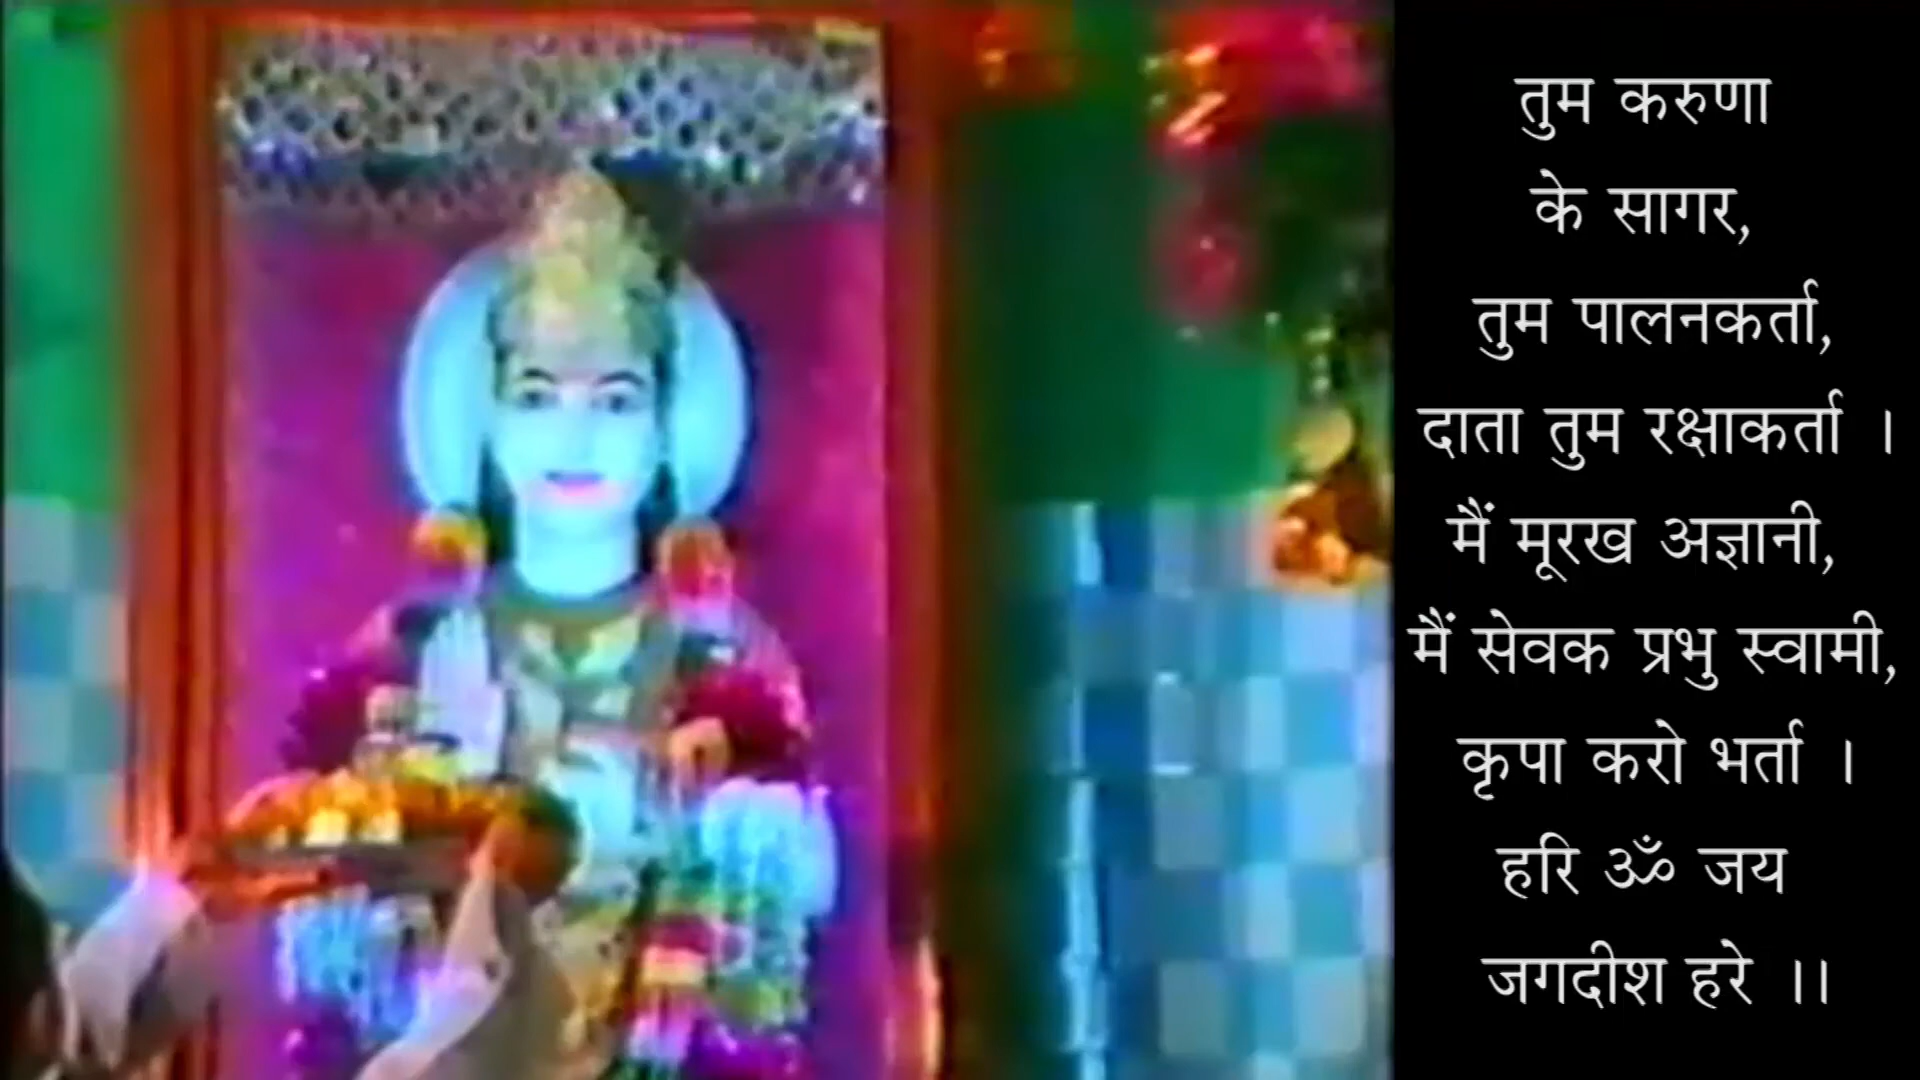 तुम करुणा
के सागर,
तुम पालनकर्ता,
दाता तुम रक्षाकर्ता ।
मैं मूरख अज्ञानी,
मैं सेवक प्रभु स्वामी,
कृपा करो भर्ता ।
हरि ॐ जय
जगदीश हरे ।।